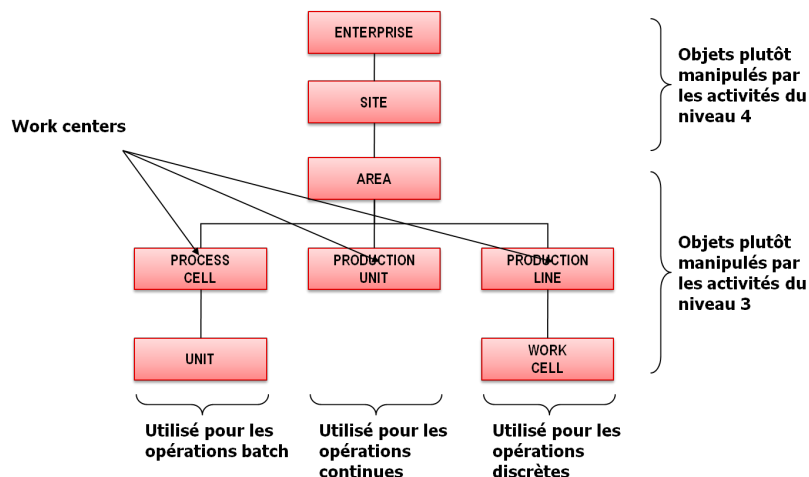 ENTERPRISE
Objets plutôt
manipulés par
les activités du
niveau 4
SITE
Work centers
AREA
Objets plutôt
manipulés par
les activités du
niveau 3
PROCESS
CELL
PRODUCTION
UNIT
PRODUCTION
LINE
UNIT
WORK
CELL
Utilisé pour les
opérations batch
Utilisé pour les
opérations
continues
Utilisé pour les
opérations
discrètes